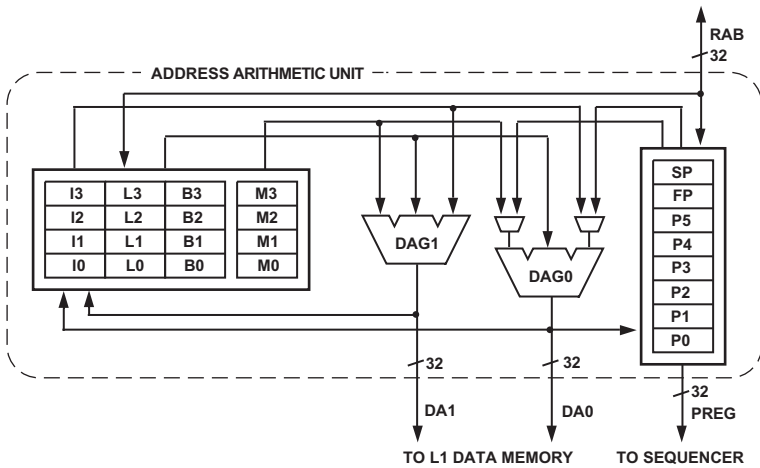 RAB
32
ADDRESS ARITHMETIC UNIT
I3 L3 B3 M3
I2 L2 B2 M2
I1 L1 B1 M1
I0 L0 B0 M0
DAG1
DAG0
SP
FP
P5
P4
P3
P2
P1
P0
32
32
32
DA1
DA0
PREG
TO L1 DATA MEMORY
TO SEQUENCER